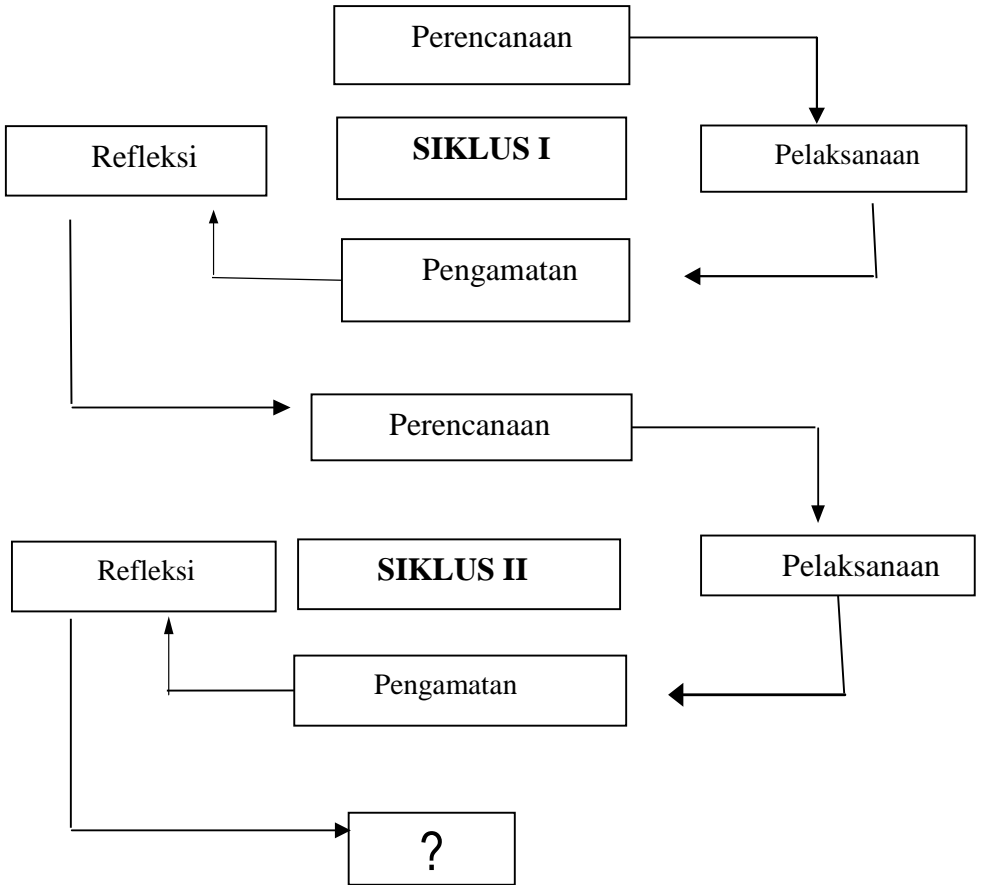 Perencanaan
Refleksi
SIKLUS I
Pelaksanaan
Pengamatan
Perencanaan
Refleksi
SIKLUS II
Pelaksanaan
Pengamatan
?